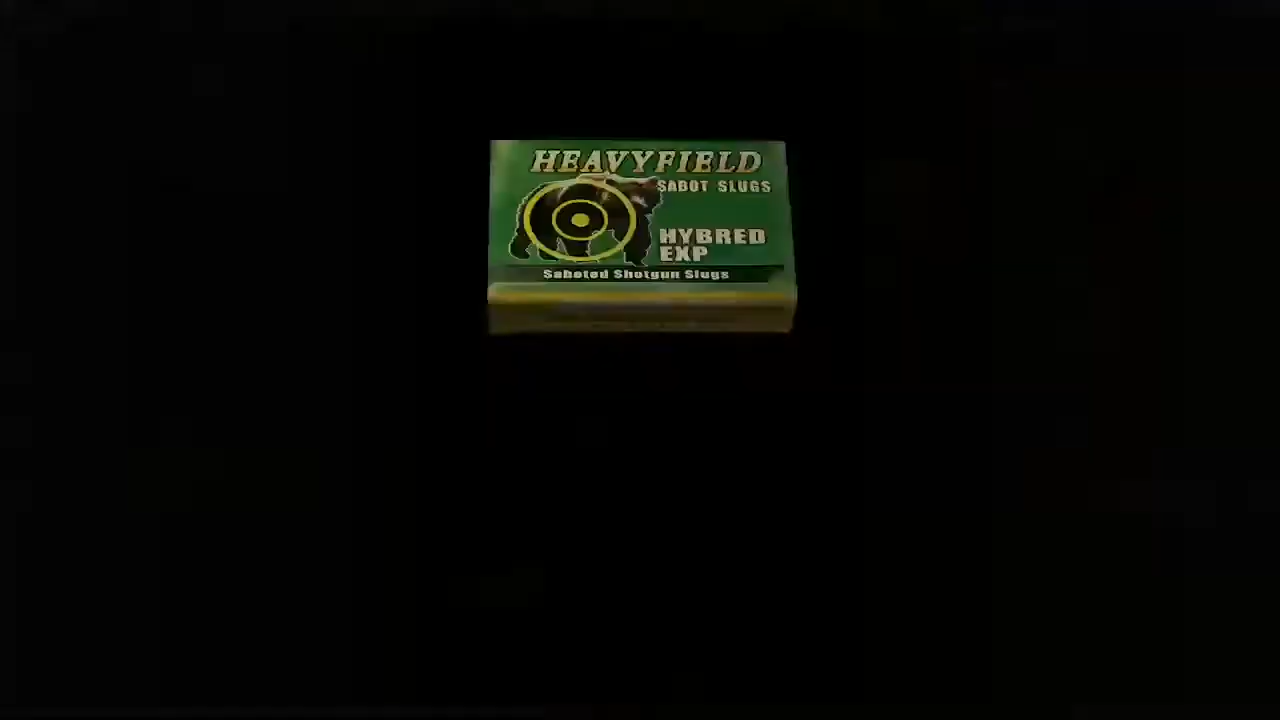 HEAVYFIELD
SABOT SLUGS
HYBRED
EXP
Saboted Shotgun Slugs